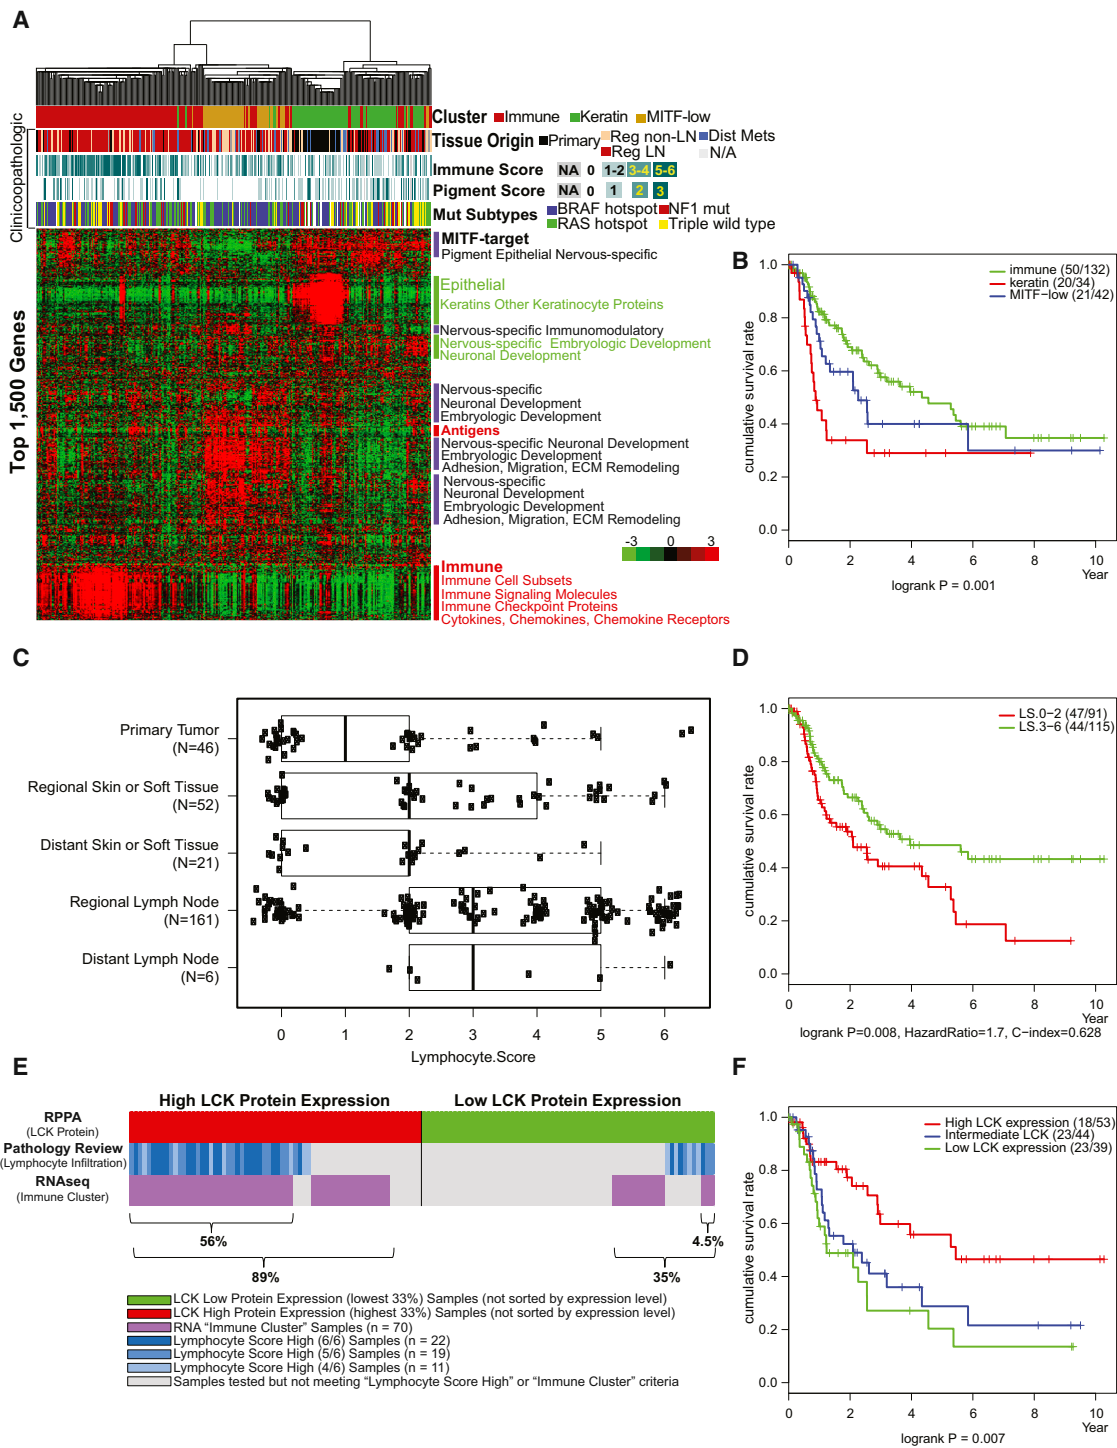 A
Clinicoopathologic
Cluster Immune Keratin MITF-low
Tissue Origin Primary Reg non-LN Dist Mets
Reg LN N/A
Immune Score NA 0 1-2 3-4 5-6
Pigment Score NA 0 1 2 3
Mut Subtypes BRAF hotspot NF1 mut
RAS hotspot Triple wild type
Top 1,500 Genes
MITF-target
Pigment Epithelial Nervous-specific
Epithelial
Keratins Other Keratinocyte Proteins
Nervous-specific Immunomodatory
Nervous-specific Embryologic Development
Neuronal Development
Nervous-specific
Neuronal Development
Embryologic Development
Antigens
Nervous-specific Neuronal Development
Embryologic Development
Adhesion, Migration, ECM Remodeling
Nervous-specific
Neuronal Development
Embryologic Development
Adhesion, Migration, ECM Remodeling
-3 0 3
Immune
Immune Cell Subsets
Immune Signaling Molecules
Immune Checkpoint Proteins
Cytokines, Chemokines, Chemokine Receptors
B
immune (50/132)
keratin (20/34)
MITF-low (21/42)
cumulative survival rate
1.0
0.8
0.6
0.4
0.2
0.0
0 2 4 6 8 10
Year
logrank P = 0.001
C
Primary Tumor
(N=46)
Regional Skin or Soft Tissue
(N=52)
Distant Skin or Soft Tissue
(N=21)
Regional Lymph Node
(N=161)
Distant Lymph Node
(N=6)
0 1 2 3 4 5 6
Lymphocyte.Score
D
LS.0-2 (47/91)
LS.3-6 (44/115)
cumulative survival rate
1.0
0.8
0.6
0.4
0.2
0.0
0 2 4 6 8 10
Year
logrank P=0.008, HazardRatio=1.7, C-index=0.628
E
High LCK Protein Expression Low LCK Protein Expression
RPPA
(LCK Protein)
Pathology Review
(Lymphocyte Infiltration)
RNAseq
(Immune Cluster)
56% 4.5%
89% 35%
LCK Low Protein Expression (lowest 33%) Samples (not sorted by expression level)
LCK High Protein Expression (highest 33%) Samples (not sorted by expression level)
RNA “Immune Cluster” Samples (n = 70)
Lymphocyte Score High (6/6) Samples (n = 22)
Lymphocyte Score High (5/6) Samples (n = 19)
Lymphocyte Score High (4/6) Samples (n = 11)
Samples tested but not meeting “Lymphocyte Score High” or “Immune Cluster” criteria
F
High LCK expression (18/53)
Intermediate LCK (23/44)
Low LCK expression (23/39)
cumulative survival rate
1.0
0.8
0.6
0.4
0.2
0.0
0 2 4 6 8 10
Year
logrank P = 0.007